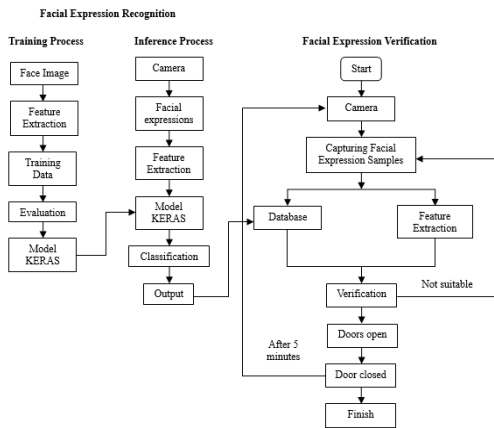 Facial Expression Recognition
Training Process
Face Image
Feature
Extraction
Training
Data
Evaluation
Model
KERAS
Inference Process
Camera
Facial
expressions
Feature
Extraction
Model
KERAS
Classification
Output
Facial Expression Verification
Start
Camera
Capturing Facial
Expression Samples
Database
Feature
Extraction
Verification
Not suitable
Doors open
After 5
minutes
Door closed
Finish